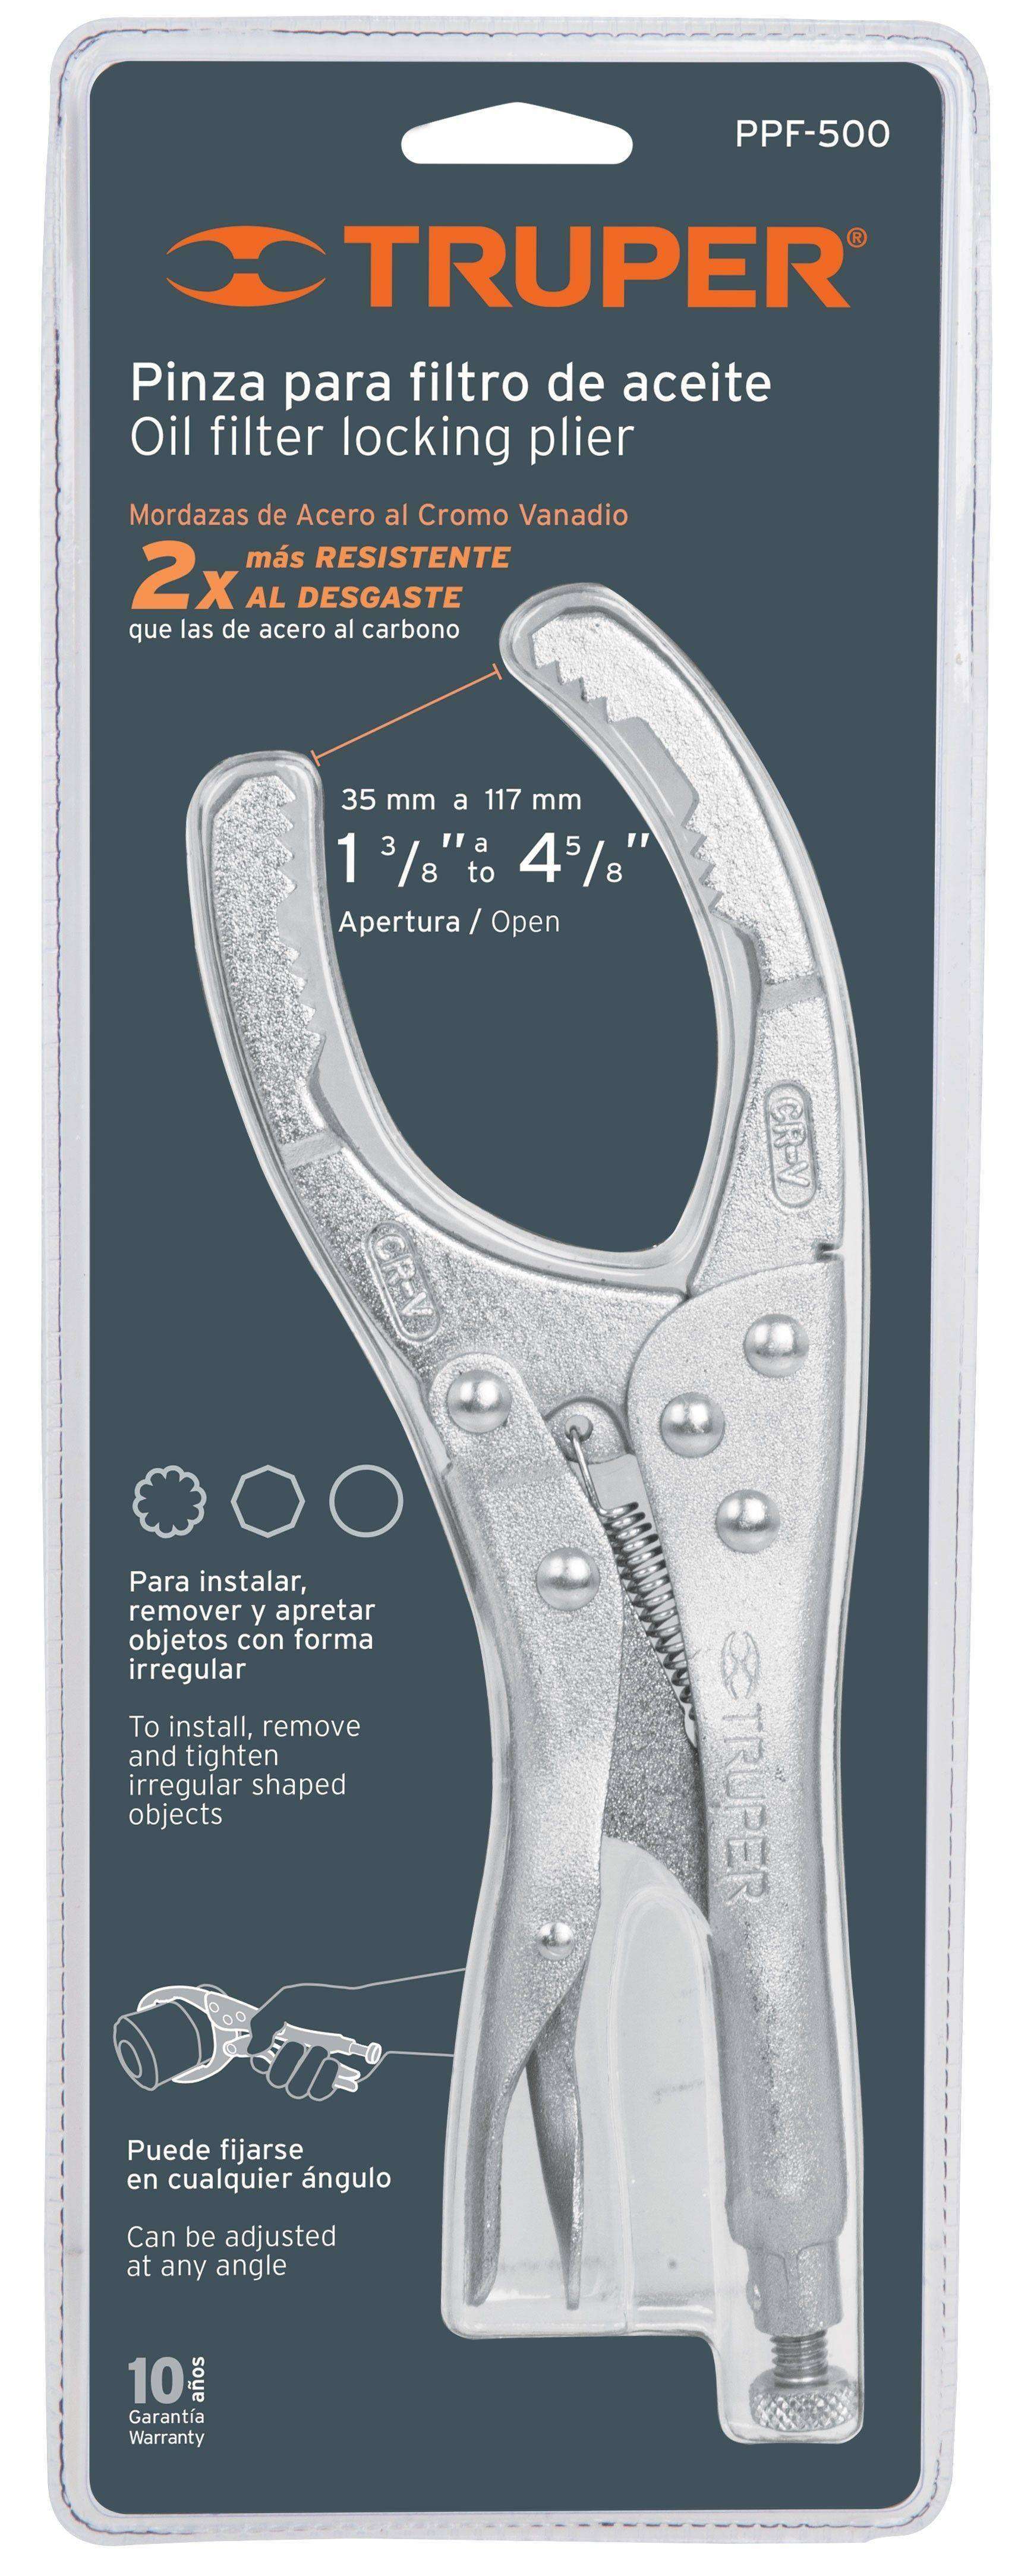 PPF-500
TRUPER®
Pinza para filtro de aceite
Oil filter locking plier
Mordazas de Acero al Cromo Vanadio
2x más RESISTENTE
AL DESGASTE
que las de acero al carbono
35 mm a 117 mm
1 3/8" a to 4 5/8"
Apertura / Open
CR-V
CR-V
Para instalar,
remover y apretar
objetos con forma
irregular
To install, remove
and tighten
irregular shaped
objects
TRUPER
Puede fijarse
en cualquier ángulo
Can be adjusted
at any angle
10 años
Garantía
Warranty